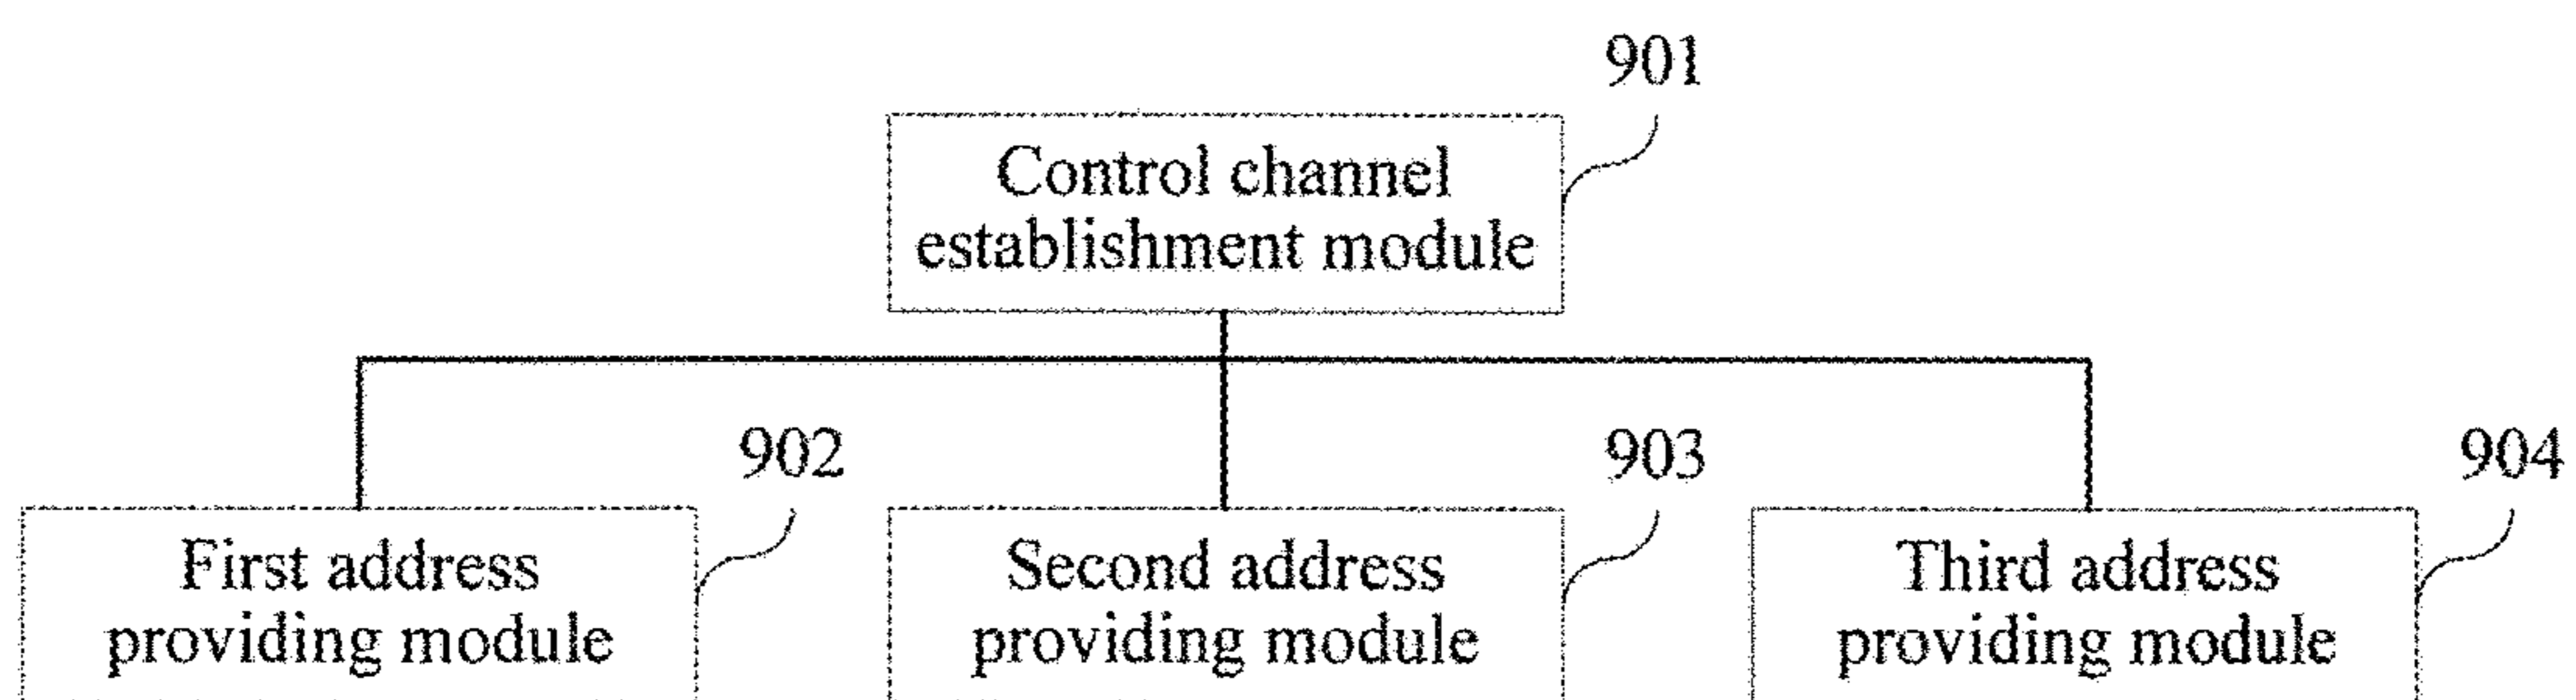 901
Control channel
establishment module
902
903
904
First address
providing module
Second address
providing module
Third address
providing module